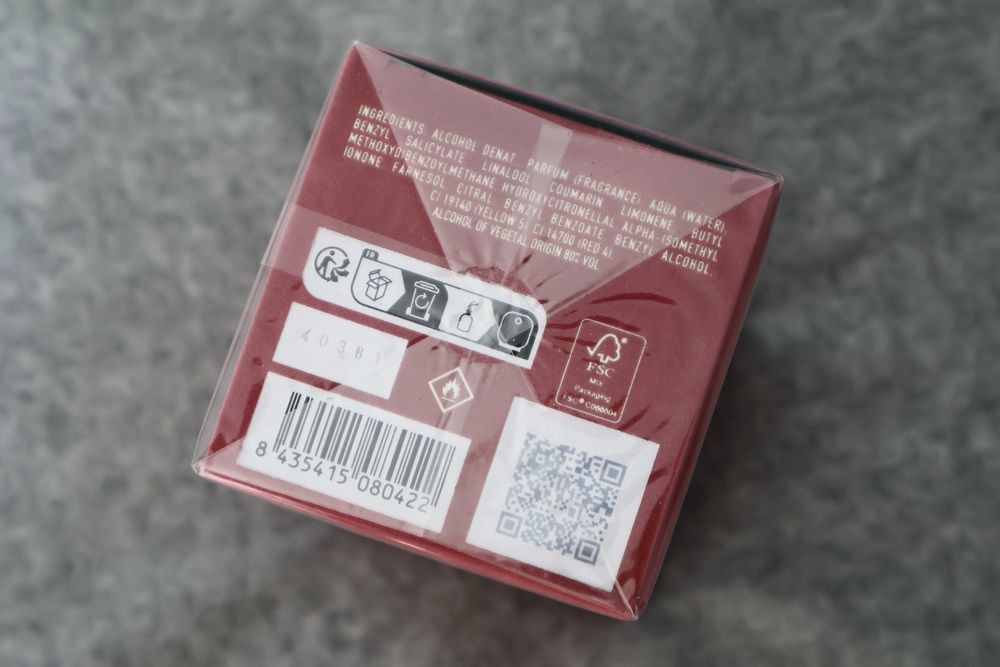 INGREDIENTS. ALCOHOL DENAT. PARFUM (FRAGRANCE) AQUA (WATER).
BENZYL SALICYLATE LINALOOL COUMARIN LIMONENE BUTYL
METHOXYDIBENZOYLMETHANE HYDROXYCITRONELLAL ALPHA-ISOMETHYL
IONONE FARNESOL CITRAL BENZYL BENZOATE. BENZYL ALCOHOL.
CI 19140 (YELLOW 5) CI 14700 (RED 4)
ALCOHOL OF VEGETAL ORIGIN 80% VOL
FR
40381
FSC
MIX
Packaging
FSC® C068604
8 435415 080422